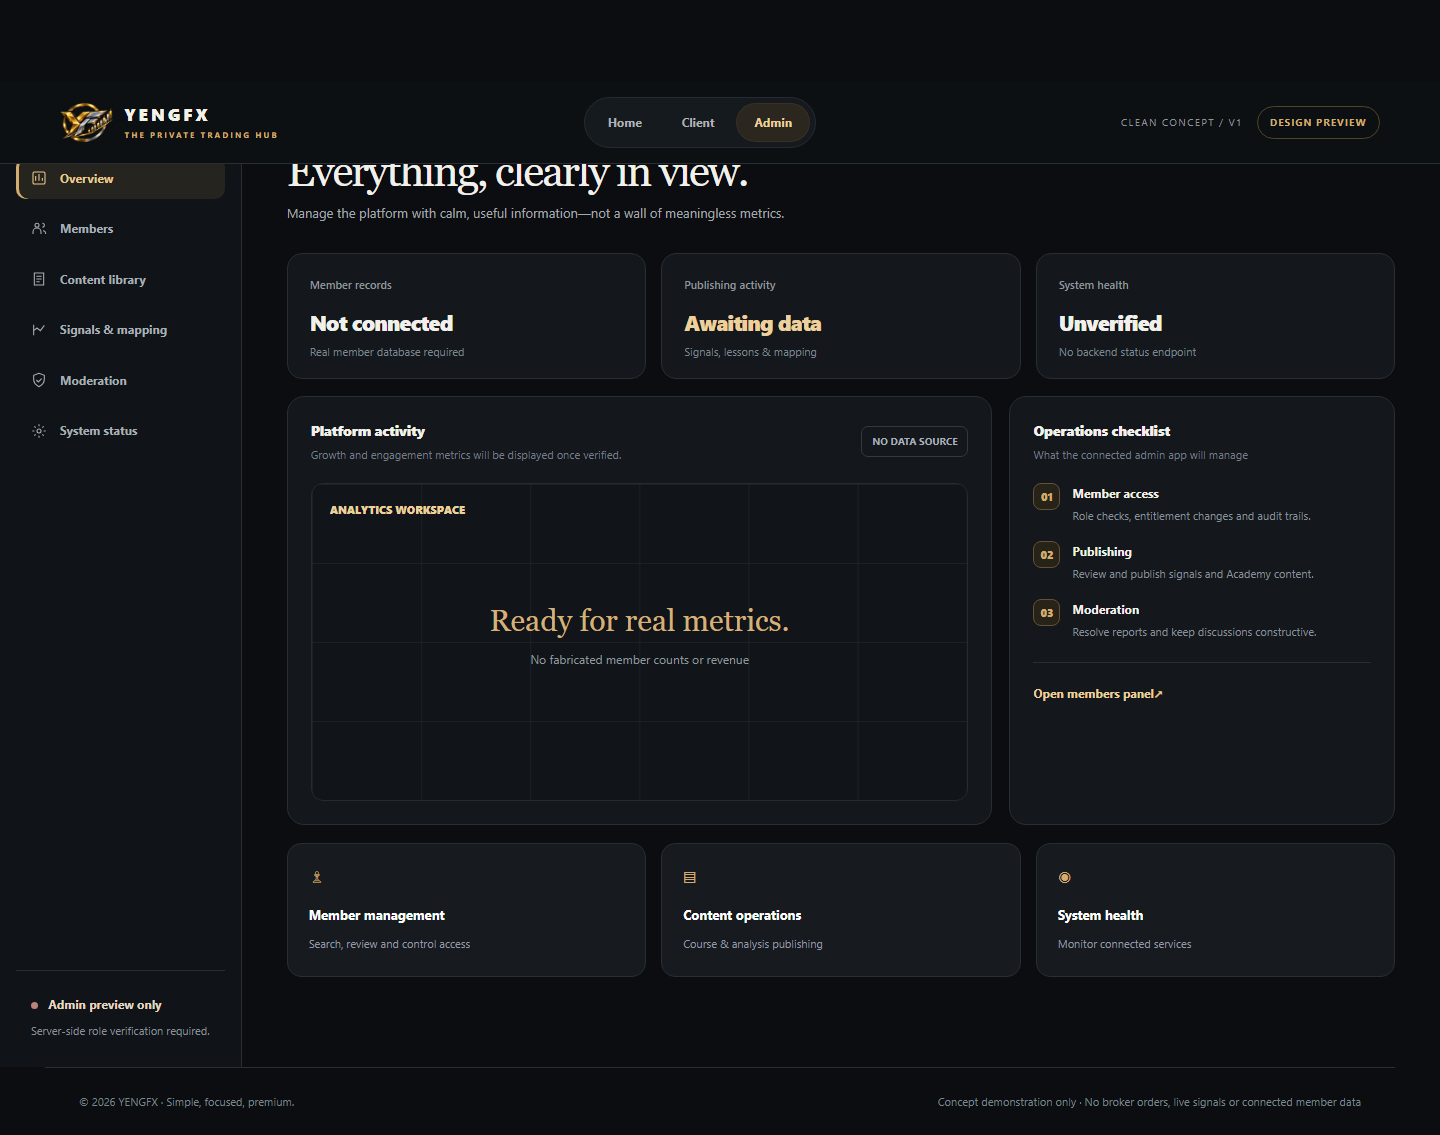 YENGFX
THE PRIVATE TRADING HUB
Home
Client
Admin
CLEAN CONCEPT / V1
DESIGN PREVIEW
Overview
Members
Content library
Signals & mapping
Moderation
System status
Admin preview only
Server-side role verification required.
Everything, clearly in view.
Manage the platform with calm, useful information—not a wall of meaningless metrics.
Member records
Not connected
Real member database required
Publishing activity
Awaiting data
Signals, lessons & mapping
System health
Unverified
No backend status endpoint
Platform activity
Growth and engagement metrics will be displayed once verified.
NO DATA SOURCE
ANALYTICS WORKSPACE
Ready for real metrics.
No fabricated member counts or revenue
Operations checklist
What the connected admin app will manage
01
Member access
Role checks, entitlement changes and audit trails.
02
Publishing
Review and publish signals and Academy content.
03
Moderation
Resolve reports and keep discussions constructive.
Open members panel↗
Member management
Search, review and control access
Content operations
Course & analysis publishing
System health
Monitor connected services
© 2026 YENGFX · Simple, focused, premium.
Concept demonstration only · No broker orders, live signals or connected member data